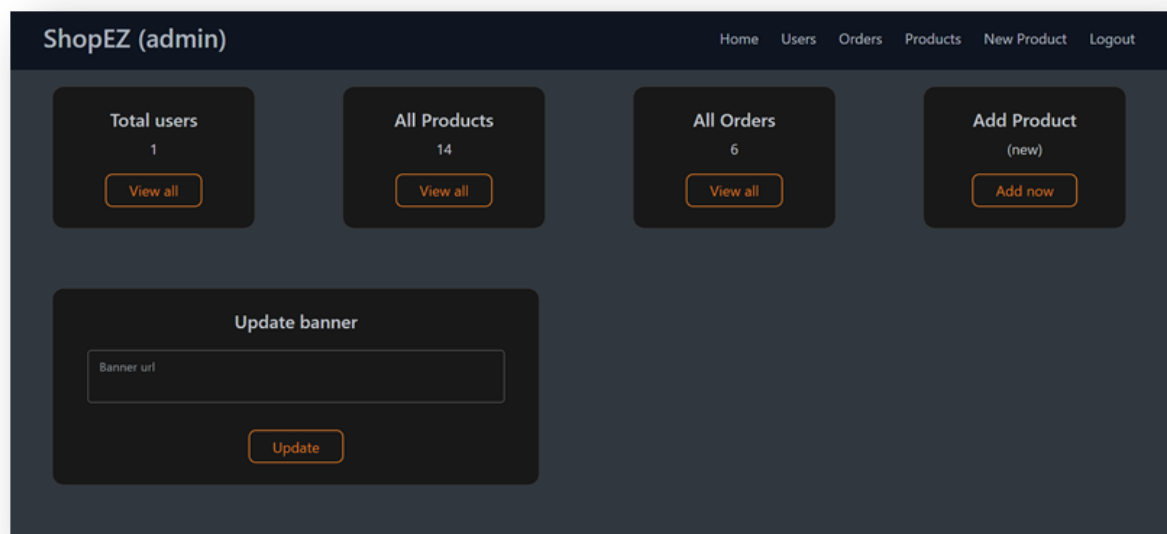 ShopEZ (admin)
Home Users Orders Products New Product Logout
Total users
1
View all
All Products
14
View all
All Orders
6
View all
Add Product
(new)
Add now
Update banner
Banner url
Update